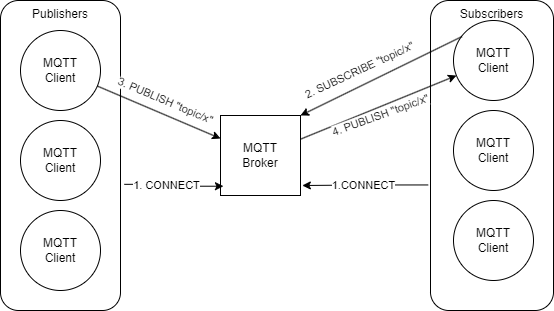 Publishers
Subscribers
MQTT
Client
MQTT
Client
MQTT
Client
3. PUBLISH "topic/x"
2. SUBSCRIBE "topic/x"
4. PUBLISH "topic/x"
MQTT
Broker
1. CONNECT
1.CONNECT
MQTT
Client
MQTT
Client
MQTT
Client